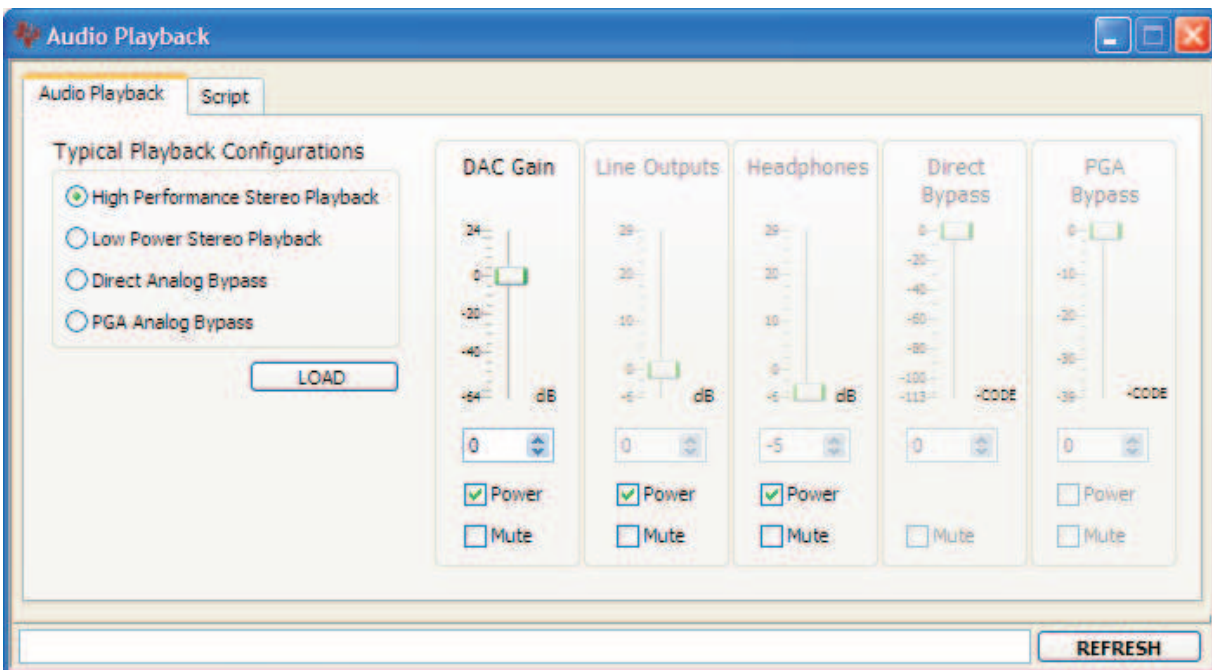 Audio Playback
Audio Playback
Script
Typical Playback Configurations
High Performance Stereo Playback
Low Power Stereo Playback
Direct Analog Bypass
PGA Analog Bypass
LOAD
DAC Gain
24
0
-20
-40
-64
dB
0
Power
Mute
Line Outputs
29
20
10
0
-6
dB
0
Power
Mute
Headphones
29
20
10
0
-6
dB
-5
Power
Mute
Direct
Bypass
0
-20
-40
-60
-80
-100
-113
-CODE
0
Mute
PGA
Bypass
0
-10
-20
-30
-39
-CODE
0
Power
Mute
REFRESH